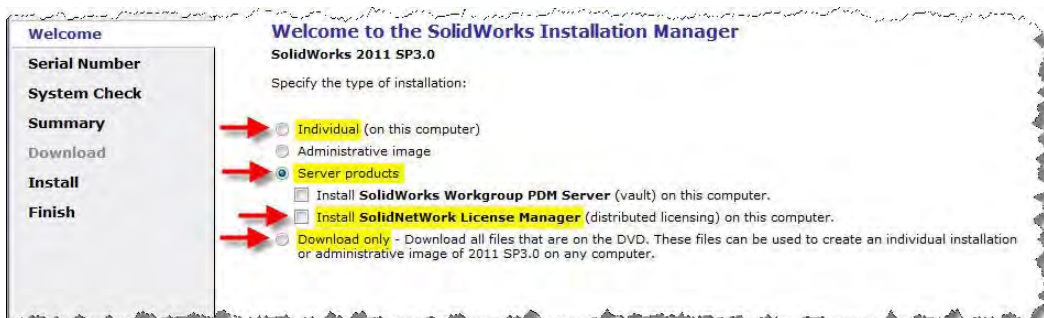 Welcome
Serial Number
System Check
Summary
Download
Install
Finish
Welcome to the SolidWorks Installation Manager
SolidWorks 2011 SP3.0
Specify the type of installation:
Individual (on this computer)
Administrative image
Server products
Install SolidWorks Workgroup PDM Server (vault) on this computer.
Install SolidNetWork License Manager (distributed licensing) on this computer.
Download only - Download all files that are on the DVD. These files can be used to create an individual installation
or administrative image of 2011 SP3.0 on any computer.